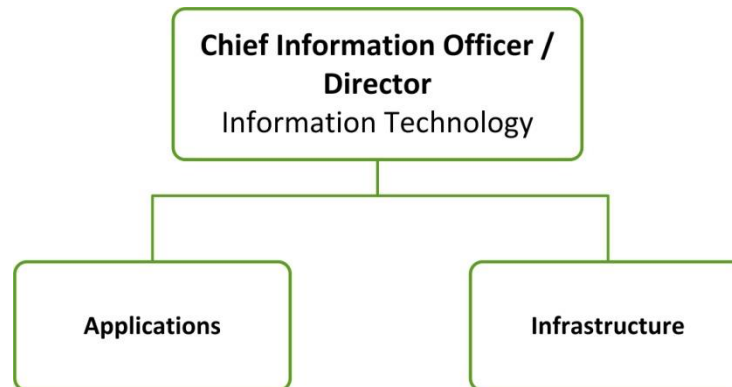 Chief Information Officer /
Director
Information Technology
Applications
Infrastructure